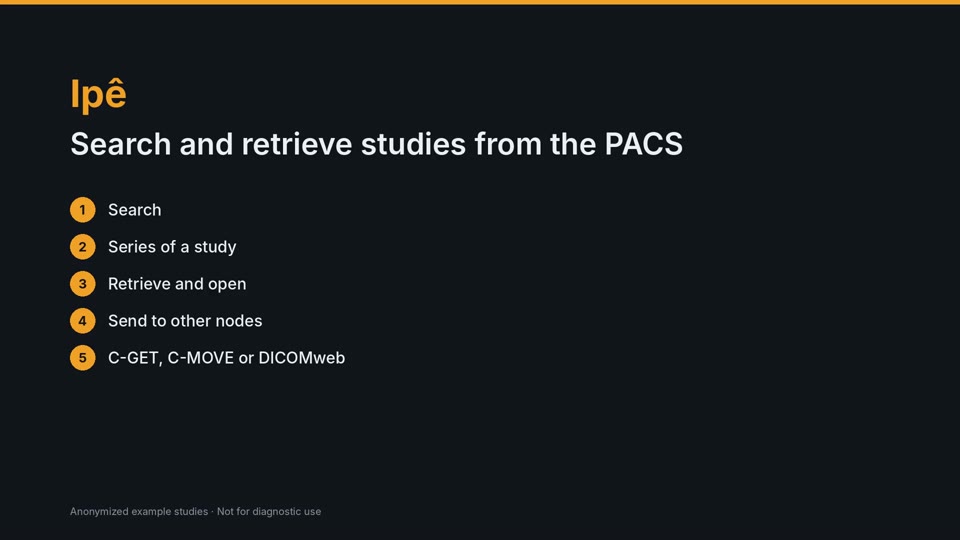 Ipê
Search and retrieve studies from the PACS
1 Search
2 Series of a study
3 Retrieve and open
4 Send to other nodes
5 C-GET, C-MOVE or DICOMweb
Anonymized example studies · Not for diagnostic use